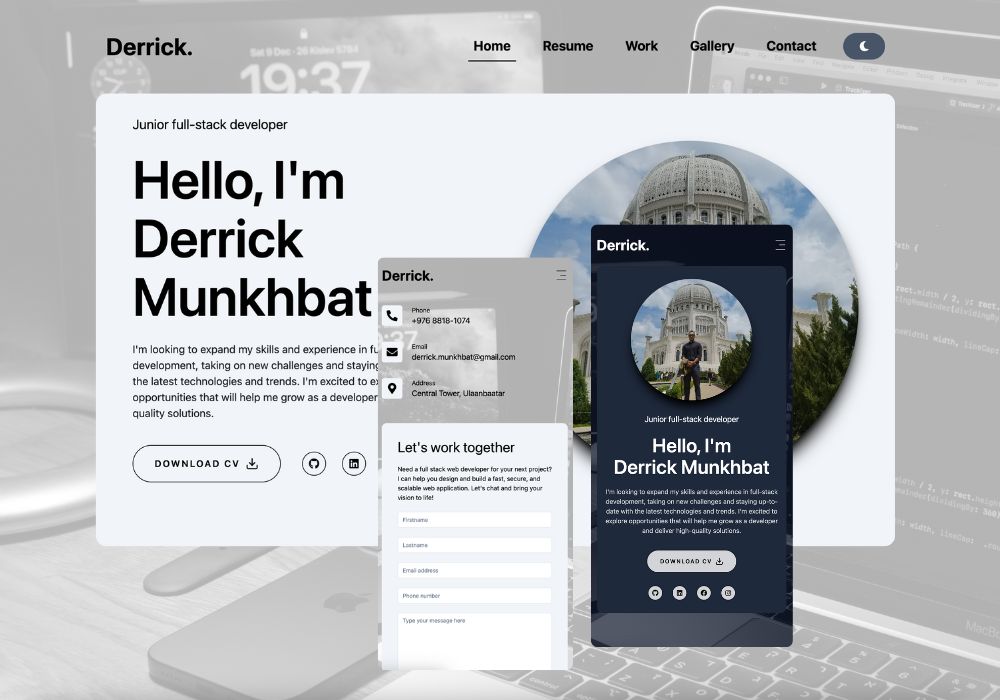 Derrick.
Home
Resume
Work
Gallery
Contact
Sat 9 Dec - 26 Kislev 5784
19:37
Junior full-stack developer
Hello, I'm
Derrick
Munkhbat
I'm looking to expand my skills and experience in fu
development, taking on new challenges and staying
the latest technologies and trends. I'm excited to ex
opportunities that will help me grow as a developer
quality solutions.
DOWNLOAD CV
Derrick.
Phone
+976 8818-1074
Email
derrick.munkhbat@gmail.com
Address
Central Tower, Ulaanbaatar
Let's work together
Need a full stack web developer for your next project?
I can help you design and build a fast, secure, and
scalable web application. Let's chat and bring your
vision to life!
Firstname
Lastname
Email address
Phone number
Type your message here
Derrick.
Junior full-stack developer
Hello, I'm
Derrick Munkhbat
I'm looking to expand my skills and experience in full-stack
development, taking on new challenges and staying up-to-
date with the latest technologies and trends. I'm excited to
explore opportunities that will help me grow as a developer
and deliver high-quality solutions.
DOWNLOAD CV
MacBo